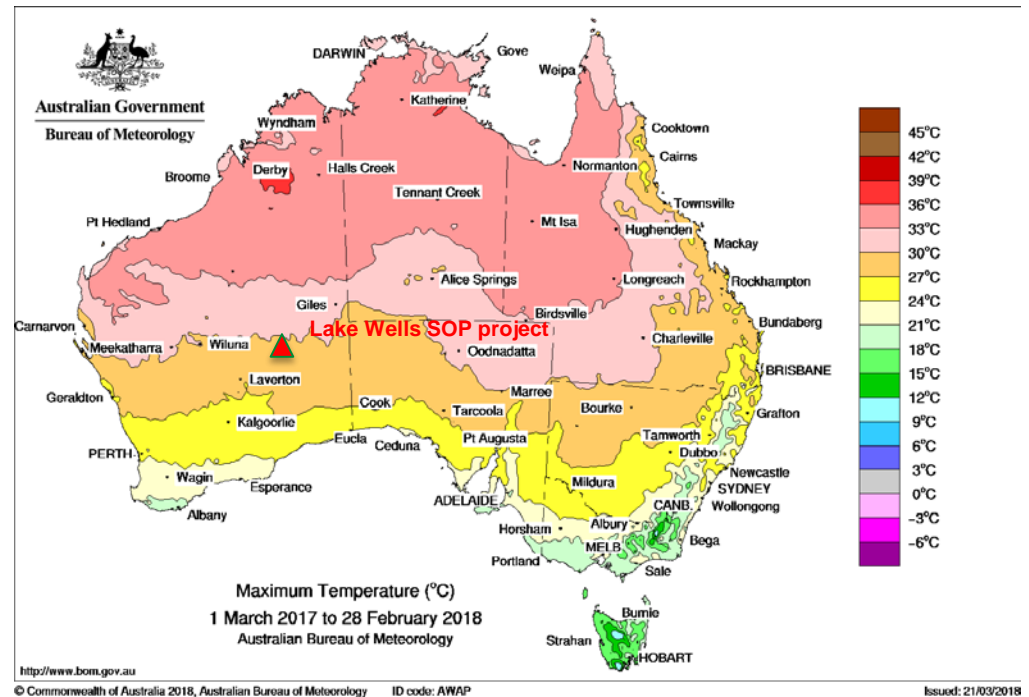 Australian Government
Bureau of Meteorology
DARWIN
Gove
Weipa
Katherine
Wyndham
Cooktown
Cairns
Broome
Derby
Halls Creek
Normanton
Tennant Creek
Townsville
Pt Hedland
Mt Isa
Hughenden
Mackay
Alice Springs
Longreach
Rockhampton
Giles
Birdsville
Carnarvon
Lake Wells SOP project
Bundaberg
Meekatharra
Wiluna
Oodnadatta
Charleville
BRISBANE
Laverton
Geraldton
Marree
Cook
Tarcoola
Bourke
Grafton
Kalgoorlie
Eucla
Ceduna
Pt Augusta
Tamworth
PERTH
Dubbo
Newcastle
Wagin
Esperance
Mildura
SYDNEY
ADELAIDE
CANB.
Wollongong
Albany
Horsham
Albury
Bega
MELB.
Portland
Sale
Burnie
Strahan
HOBART
45°C
42°C
39°C
36°C
33°C
30°C
27°C
24°C
21°C
18°C
15°C
12°C
9°C
6°C
3°C
0°C
−3°C
−6°C
Maximum Temperature (°C)
1 March 2017 to 28 February 2018
Australian Bureau of Meteorology
http://www.bom.gov.au
© Commonwealth of Australia 2018, Australian Bureau of Meteorology ID code: AWAP Issued: 21/03/2018